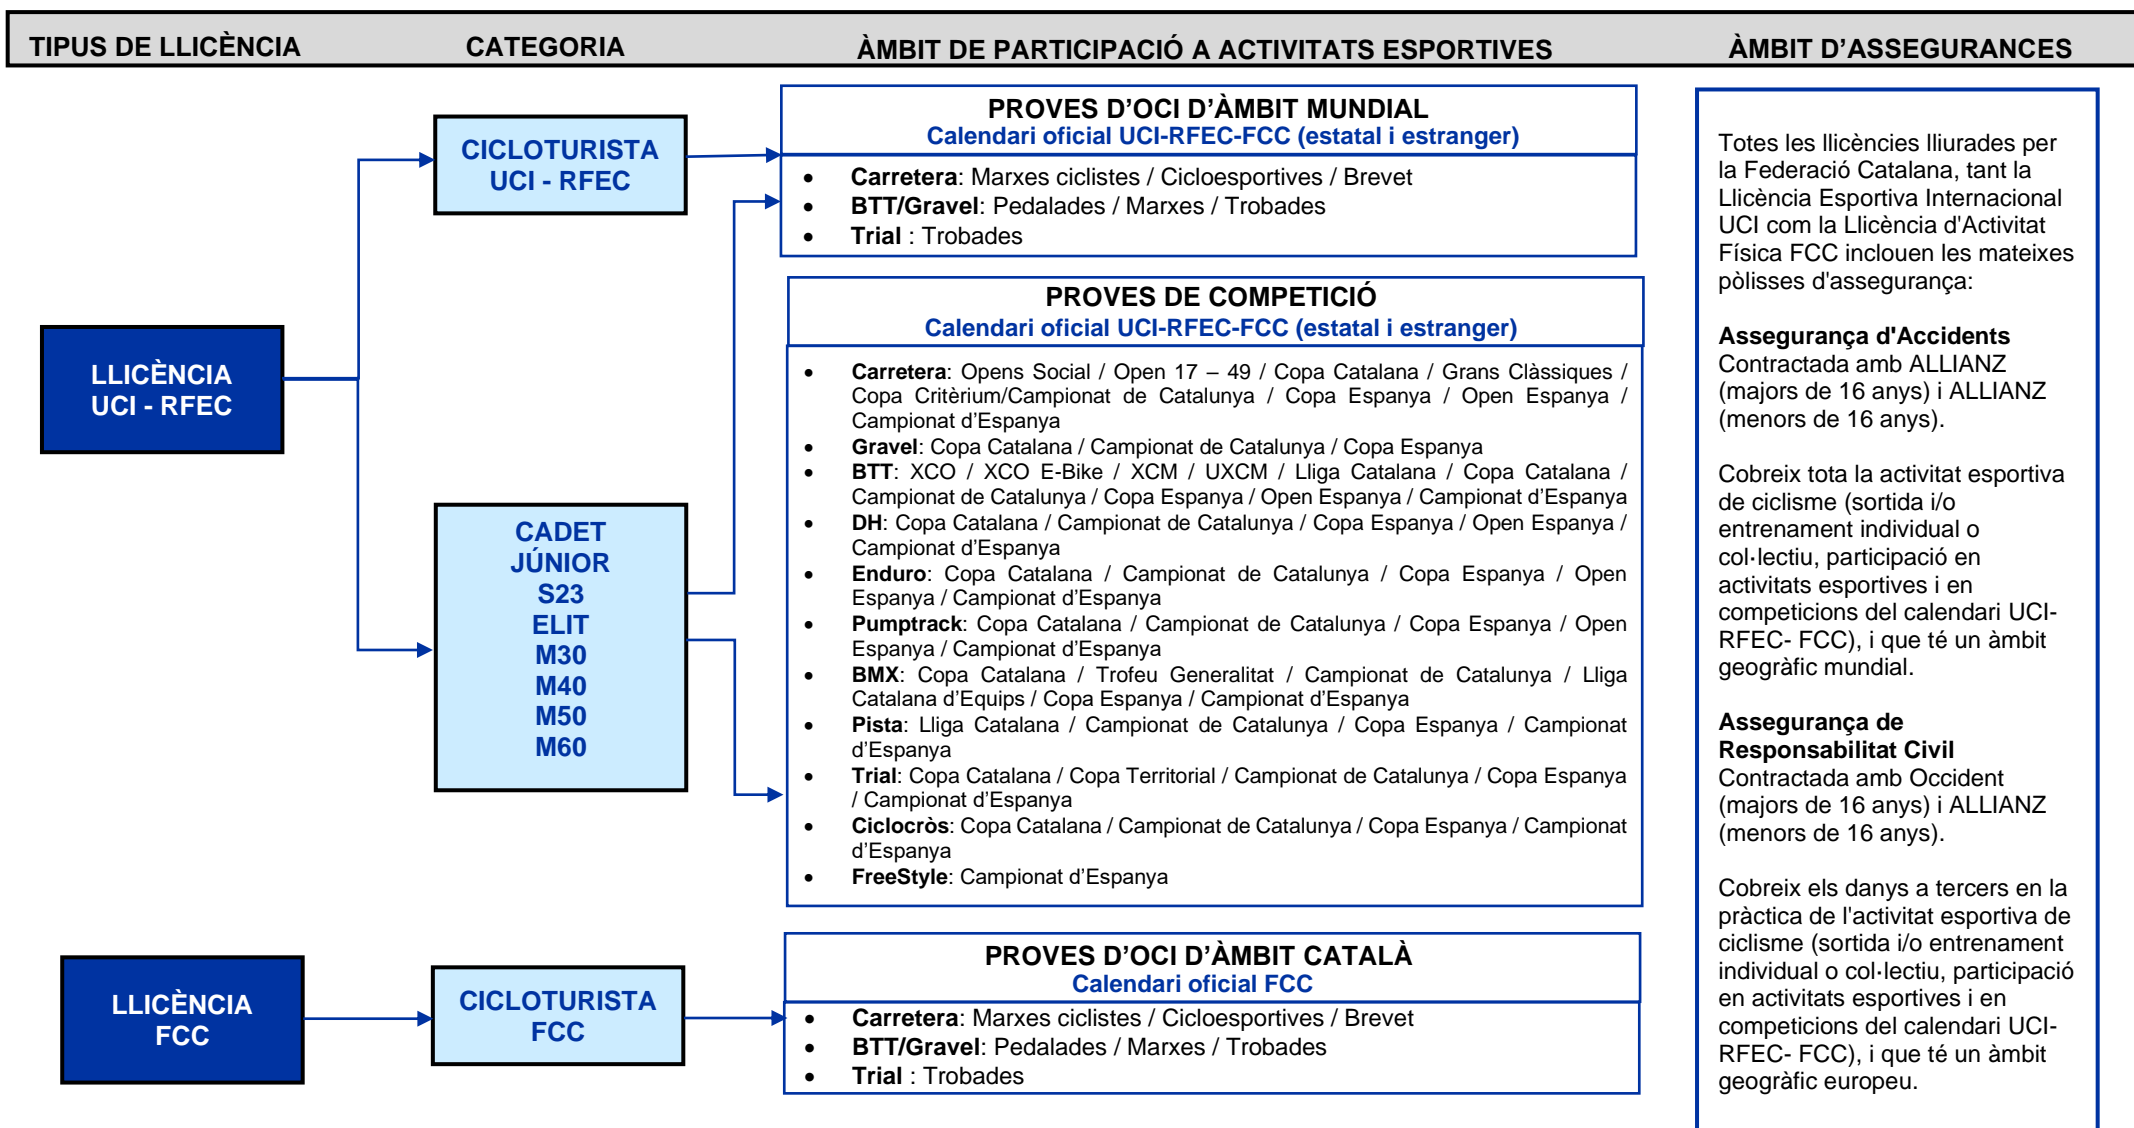 TIPUS DE LLICÈNCIA
CATEGORIA
ÀMBIT DE PARTICIPACIÓ A ACTIVITATS ESPORTIVES
ÀMBIT D’ASSEGURANCES
LLICÈNCIA
UCI - RFEC
CICLOTURISTA
UCI - RFEC
PROVES D’OCI D’ÀMBIT MUNDIAL
Calendari oficial UCI-RFEC-FCC (estatal i estranger)
• Carretera: Marxes ciclistes / Cicloesportives / Brevet
• BTT/Gravel: Pedalades / Marxes / Trobades
• Trial : Trobades
CADET
JÚNIOR
S23
ELIT
M30
M40
M50
M60
PROVES DE COMPETICIÓ
Calendari oficial UCI-RFEC-FCC (estatal i estranger)
• Carretera: Opens Social / Open 17 – 49 / Copa Catalana / Grans Clàssiques /
Copa Critèrium/Campionat de Catalunya / Copa Espanya / Open Espanya /
Campionat d’Espanya
• Gravel: Copa Catalana / Campionat de Catalunya / Copa Espanya
• BTT: XCO / XCO E-Bike / XCM / UXCM / Lliga Catalana / Copa Catalana /
Campionat de Catalunya / Copa Espanya / Open Espanya / Campionat d’Espanya
• DH: Copa Catalana / Campionat de Catalunya / Copa Espanya / Open Espanya /
Campionat d’Espanya
• Enduro: Copa Catalana / Campionat de Catalunya / Copa Espanya / Open
Espanya / Campionat d’Espanya
• Pumptrack: Copa Catalana / Campionat de Catalunya / Copa Espanya / Open
Espanya / Campionat d’Espanya
• BMX: Copa Catalana / Trofeu Generalitat / Campionat de Catalunya / Lliga
Catalana d’Equips / Copa Espanya / Campionat d’Espanya
• Pista: Lliga Catalana / Campionat de Catalunya / Copa Espanya / Campionat
d’Espanya
• Trial: Copa Catalana / Copa Territorial / Campionat de Catalunya / Copa Espanya
/ Campionat d’Espanya
• Ciclocròs: Copa Catalana / Campionat de Catalunya / Copa Espanya / Campionat
d’Espanya
• FreeStyle: Campionat d’Espanya
LLICÈNCIA
FCC
CICLOTURISTA
FCC
PROVES D’OCI D’ÀMBIT CATALÀ
Calendari oficial FCC
• Carretera: Marxes ciclistes / Cicloesportives / Brevet
• BTT/Gravel: Pedalades / Marxes / Trobades
• Trial : Trobades
Totes les llicències lliurades per
la Federació Catalana, tant la
Llicència Esportiva Internacional
UCI com la Llicència d'Activitat
Física FCC inclouen les mateixes
pòlisses d'assegurança:
Assegurança d'Accidents
Contractada amb ALLIANZ
(majors de 16 anys) i ALLIANZ
(menors de 16 anys).
Cobreix tota la activitat esportiva
de ciclisme (sortida i/o
entrenament individual o
col·lectiu, participació en
activitats esportives i en
competicions del calendari UCI-
RFEC- FCC), i que té un àmbit
geogràfic mundial.
Assegurança de
Responsabilitat Civil
Contractada amb Occident
(majors de 16 anys) i ALLIANZ
(menors de 16 anys).
Cobreix els danys a tercers en la
pràctica de l'activitat esportiva de
ciclisme (sortida i/o entrenament
individual o col·lectiu, participació
en activitats esportives i en
competicions del calendari UCI-
RFEC- FCC), i que té un àmbit
geogràfic europeu.